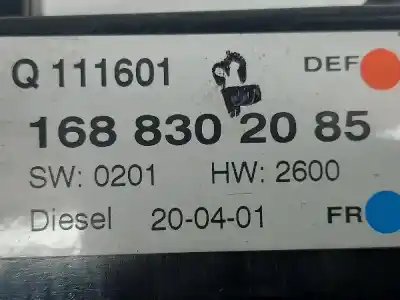 Q 111601 DEF
168 830 20 85
SW: 0201 HW: 2600
Diesel 20-04-01 FR